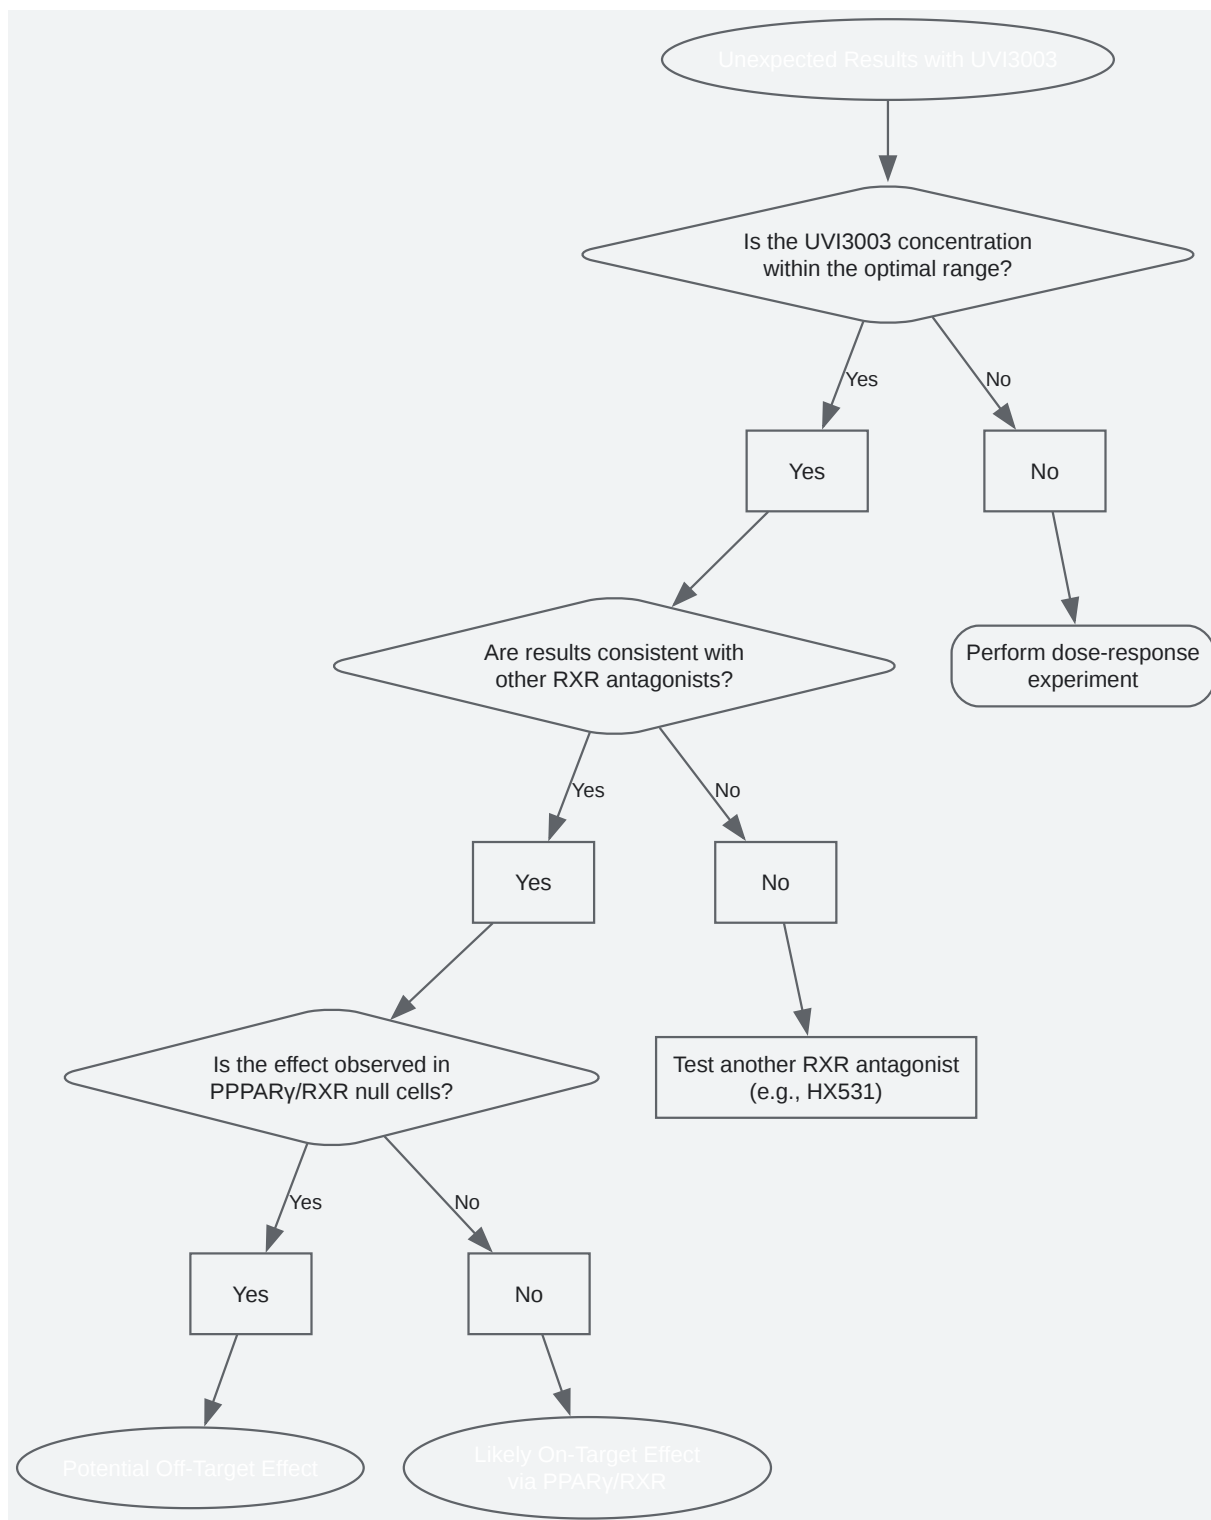 Unexpected Results with UVI3003
Is the UVI3003 concentration
within the optimal range?
Yes
No
Yes
No
Are results consistent with
other RXR antagonists?
Perform dose-response
experiment
Yes
No
Yes
No
Is the effect observed in
PPPARγ/RXR null cells?
Test another RXR antagonist
(e.g., HX531)
Yes
No
Yes
No
Potential Off-Target Effect
Likely On-Target Effect
via PPARγ/RXR